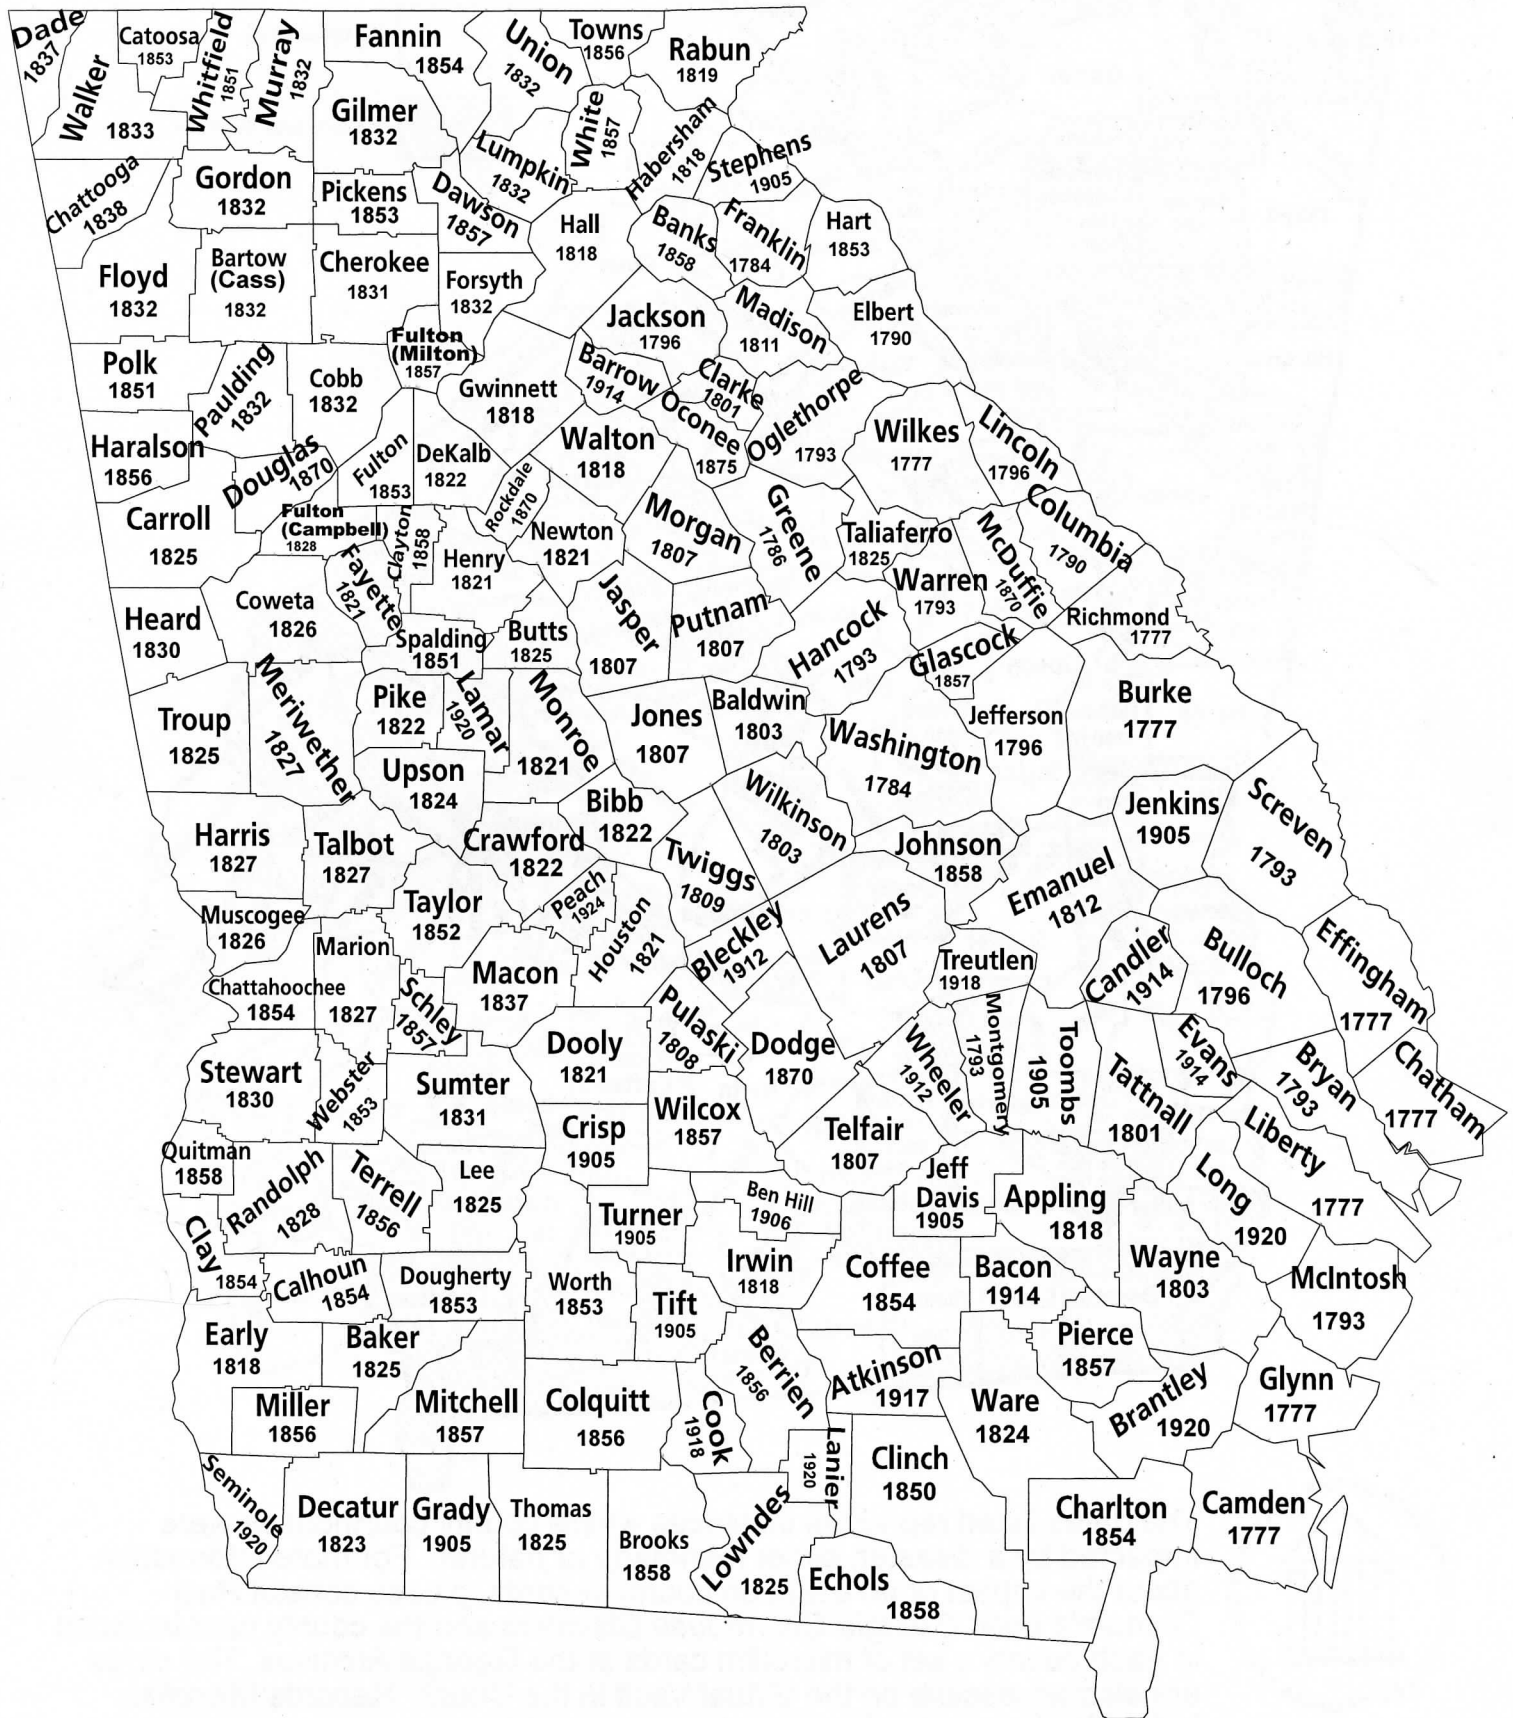 Dade
1837
Walker
1833
Catoosa
1853
Whitfield
1851
Murray
1832
Fannin
1854
Gilmer
1832
Union
1832
Towns
1856
Rabun
1819
White
1857
Habersham
1818
Stephens
1905
Lumpkin
1832
Chattooga
1838
Gordon
1832
Pickens
1853
Dawson
1857
Hall
1818
Banks
1858
Franklin
1784
Hart
1853
Floyd
1832
Bartow
(Cass)
1832
Cherokee
1831
Forsyth
1832
Jackson
1796
Madison
1811
Elbert
1790
Polk
1851
Paulding
1832
Cobb
1832
Fulton
(Milton)
1857
Gwinnett
1818
Barrow
1914
Clarke
1801
Oconee
1875
Oglethorpe
1793
Wilkes
1777
Lincoln
1796
Haralson
1856
Douglas
1870
Fulton
1853
DeKalb
1822
Rockdale
1870
Walton
1818
Morgan
1807
Greene
1786
Taliaferro
1825
McDuffie
1870
Columbia
1790
Carroll
1825
Fulton
(Campbell)
1828
Clayton
1858
Fayette
1821
Henry
1821
Newton
1821
Jasper
1807
Putnam
1807
Hancock
1793
Warren
1793
Glascock
1857
Richmond
1777
Heard
1830
Coweta
1826
Spalding
1851
Butts
1825
Troup
1825
Meriwether
1827
Pike
1822
Lamar
1920
Monroe
1821
Jones
1807
Baldwin
1803
Washington
1784
Jefferson
1796
Burke
1777
Upson
1824
Bibb
1822
Wilkinson
1803
Jenkins
1905
Screven
1793
Harris
1827
Talbot
1827
Crawford
1822
Twiggs
1809
Johnson
1858
Emanuel
1812
Muscogee
1826
Taylor
1852
Peach
1924
Houston
1821
Bleckley
1912
Laurens
1807
Treutlen
1918
Candler
1914
Bulloch
1796
Effingham
1777
Marion
1827
Chattahoochee
1854
Schley
1857
Macon
1837
Pulaski
1808
Dooly
1821
Dodge
1870
Wheeler
1912
Montgomery
1793
Toombs
1905
Tattnall
1801
Evans
1914
Bryan
1793
Chatham
1777
Stewart
1830
Webster
1853
Sumter
1831
Crisp
1905
Wilcox
1857
Telfair
1807
Liberty
1777
Quitman
1858
Randolph
1828
Terrell
1856
Lee
1825
Turner
1905
Ben Hill
1906
Jeff
Davis
1905
Appling
1818
Long
1920
Clay
1854
Calhoun
1854
Dougherty
1853
Worth
1853
Irwin
1818
Coffee
1854
Bacon
1914
Wayne
1803
McIntosh
1793
Tift
1905
Early
1818
Baker
1825
Miller
1856
Mitchell
1857
Colquitt
1856
Cook
1918
Berrien
1856
Atkinson
1917
Pierce
1857
Ware
1824
Brantley
1920
Glynn
1777
Lanier
1920
Clinch
1850
Charlton
1854
Camden
1777
Seminole
1920
Decatur
1823
Grady
1905
Thomas
1825
Brooks
1858
Lowndes
1825
Echols
1858